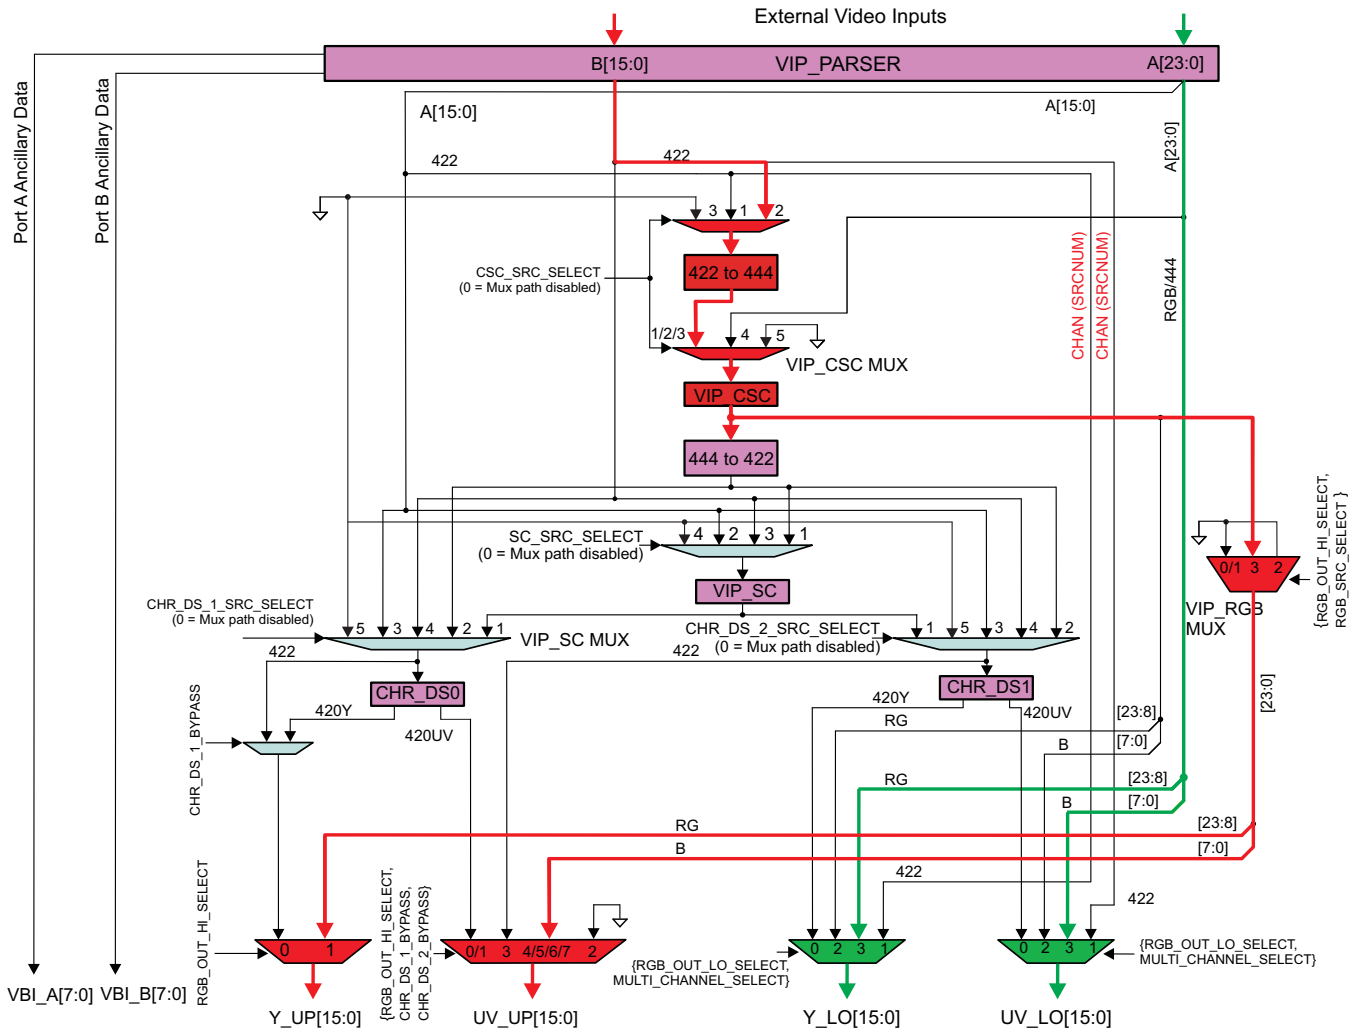 External Video Inputs
B[15:0]
VIP_PARSER
A[23:0]
Port A Ancillary Data
Port B Ancillary Data
A[15:0]
A[15:0]
A[23:0]
422
422
3 1 2
CSC_SRC_SELECT
(0 = Mux path disabled)
422 to 444
CHAN (SRCNUM)
CHAN (SRCNUM)
RGB/444
1/2/3 4 5
VIP_CSC MUX
VIP_CSC
444 to 422
SC_SRC_SELECT
(0 = Mux path disabled)
4 2 3 1
{RGB_OUT_HI_SELECT,
RGB_SRC_SELECT }
0/1 3 2
VIP_RGB
MUX
VIP_SC
CHR_DS_1_SRC_SELECT
(0 = Mux path disabled)
5 3 4 2 1
VIP_SC MUX
CHR_DS_2_SRC_SELECT
(0 = Mux path disabled)
1 5 3 4 2
422
422
CHR_DS0
CHR_DS1
[23:0]
CHR_DS_1_BYPASS
420Y
420UV
420Y
420UV
[23:8]
RG
B
[7:0]
RG
[23:8]
B
[7:0]
RG
[23:8]
B
[7:0]
422
422
RGB_OUT_HI_SELECT
{RGB_OUT_HI_SELECT,
CHR_DS_1_BYPASS,
CHR_DS_2_BYPASS}
0 1
0/1 3 4/5/6/7 2
0 2 3 1
0 2 3 1
{RGB_OUT_LO_SELECT,
MULTI_CHANNEL_SELECT}
{RGB_OUT_LO_SELECT,
MULTI_CHANNEL_SELECT}
VBI_A[7:0]
VBI_B[7:0]
Y_UP[15:0]
UV_UP[15:0]
Y_LO[15:0]
UV_LO[15:0]